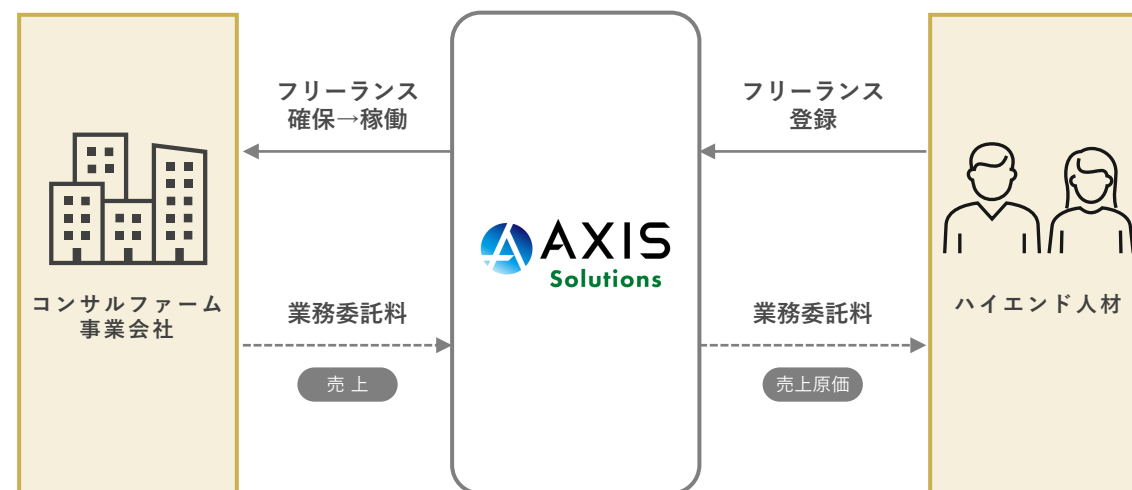 フリーランス
確保→稼働
フリーランス
登録
AXIS
Solutions
コンサルファーム
事業会社
業務委託料
売上
業務委託料
売上原価
ハイエンド人材